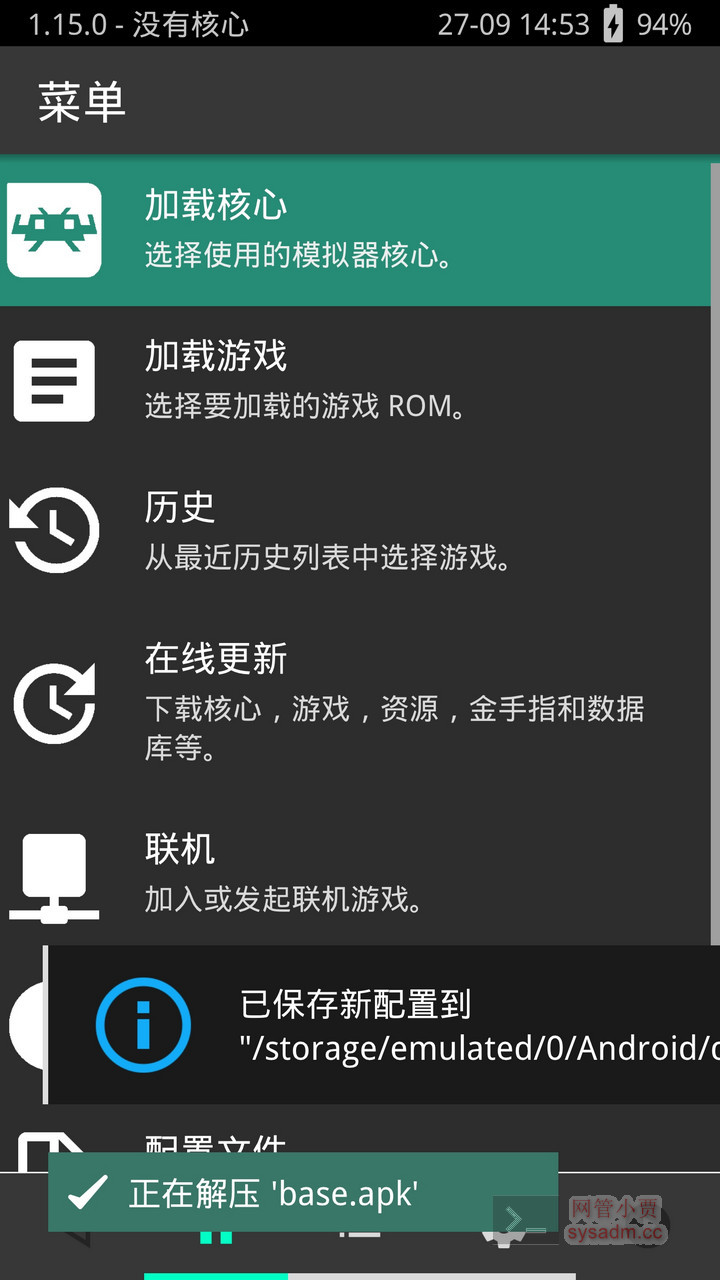 1.15.0 - 没有核心
27-09 14:53 94%
菜单
加载核心
选择使用的模拟器核心。
加载游戏
选择要加载的游戏 ROM。
历史
从最近历史列表中选择游戏。
在线更新
下载核心，游戏，资源，金手指和数据
库等。
联机
加入或发起联机游戏。
已保存新配置到
"/storage/emulated/0/Android/
配置文件
正在解压 'base.apk'
网管小贾
sysadm.cc